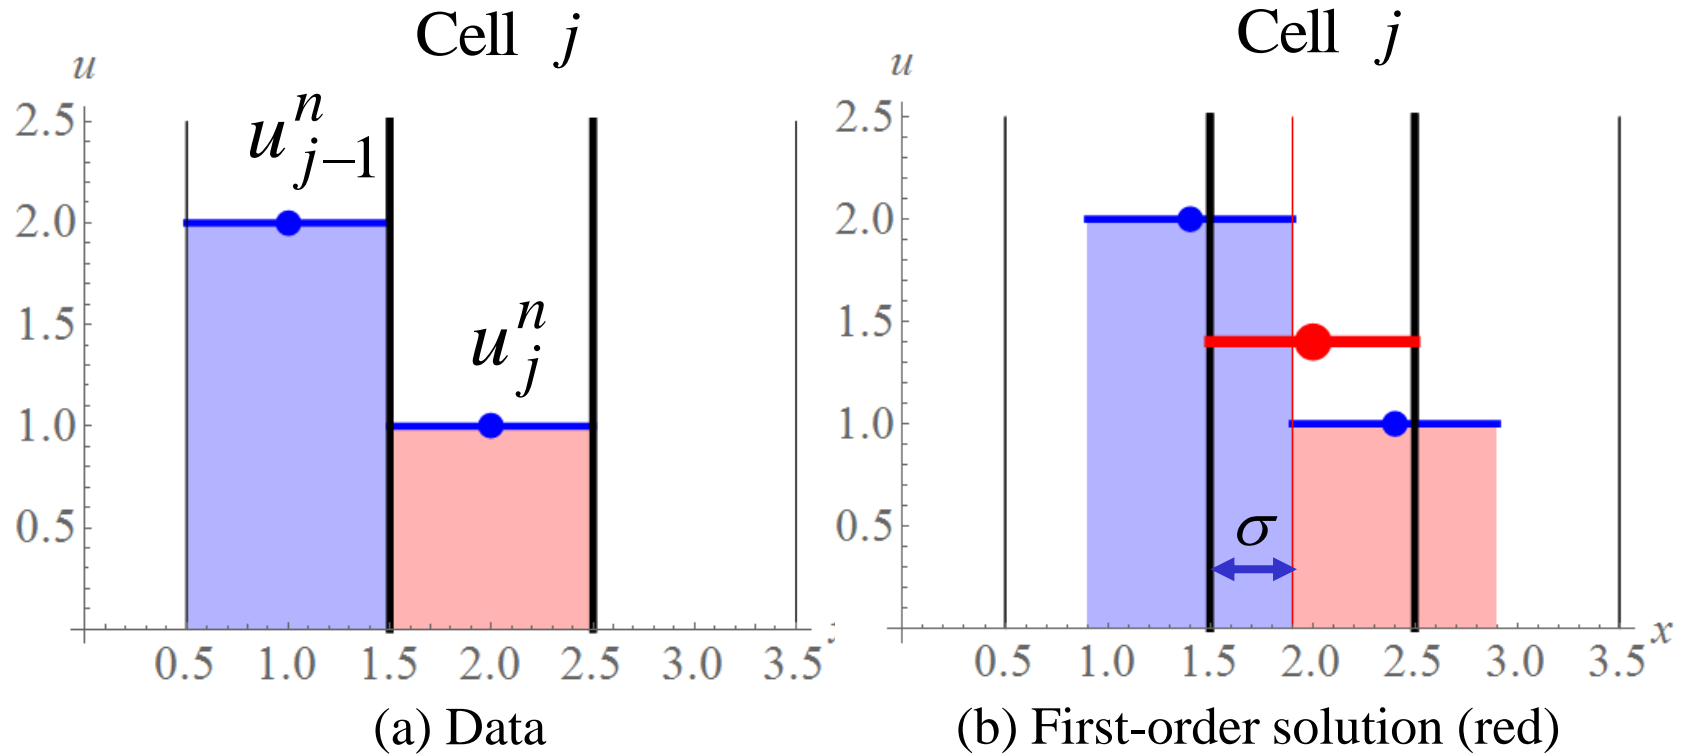 Cell j
u
2.5
2.0
1.5
1.0
0.5
u^n_{j−1}
u^n_j
0.5 1.0 1.5 2.0 2.5 3.0 3.5
(a) Data
Cell j
u
2.5
2.0
1.5
1.0
0.5
σ
0.5 1.0 1.5 2.0 2.5 3.0 3.5 x
(b) First-order solution (red)